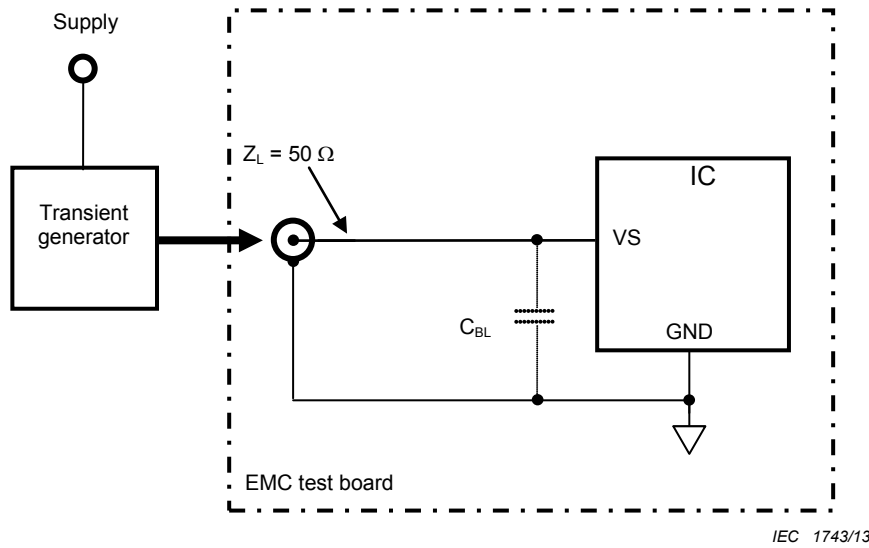 Supply
Z_L = 50 Ω
IC
Transient
generator
VS
C_BL
GND
EMC test board
IEC 1743/13